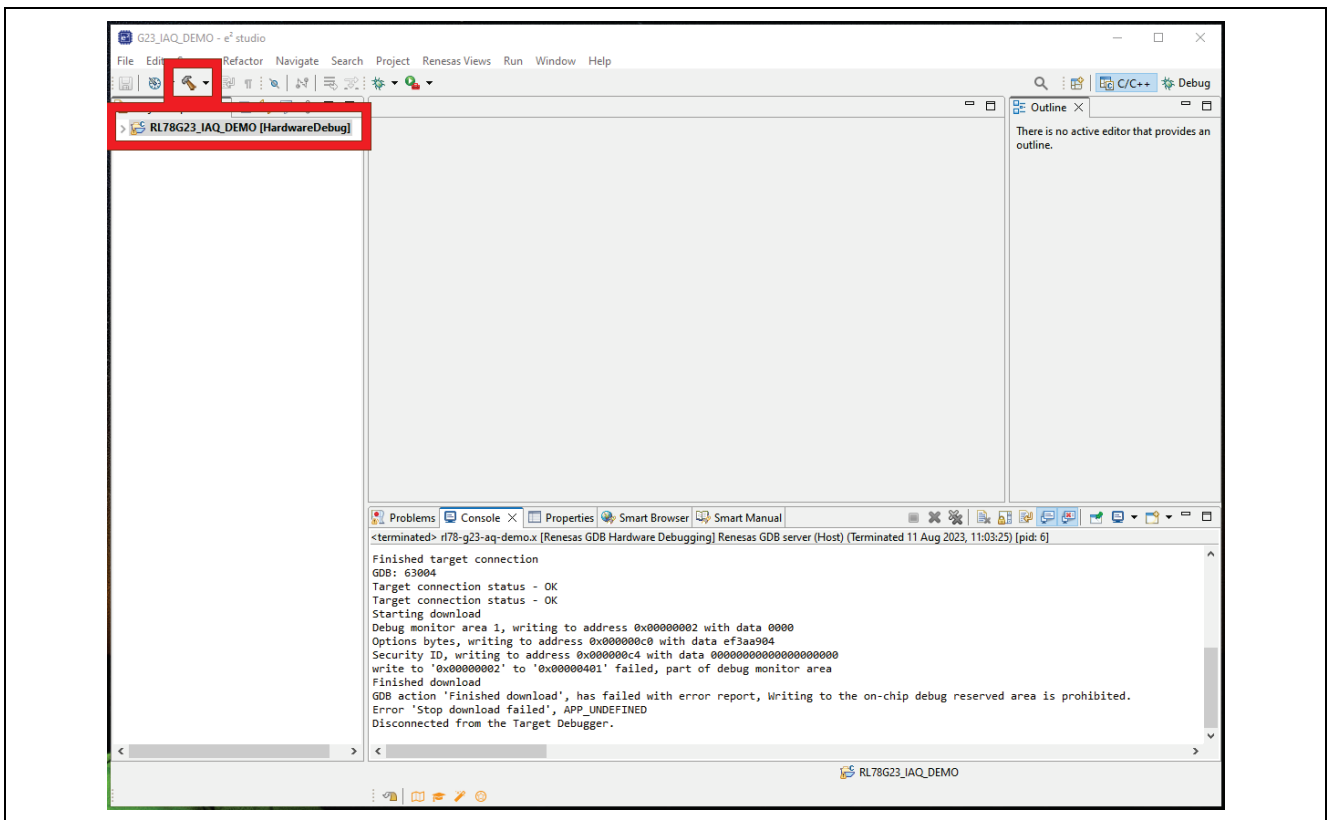 G23_IAQ_DEMO - e² studio
File Edit Refactor Navigate Search Project Renesas Views Run Window Help
C/C++ Debug
RL78G23_IAQ_DEMO [HardwareDebug]
Outline
There is no active editor that provides an
outline.
Problems Console Properties Smart Browser Smart Manual
<terminated> rl78-g23-aq-demo.x [Renesas GDB Hardware Debugging] Renesas GDB server (Host) (Terminated 11 Aug 2023, 11:03:25) [pid: 6]
Finished target connection
GDB: 63004
Target connection status - OK
Target connection status - OK
Starting download
Debug monitor area 1, writing to address 0x00000002 with data 0000
Options bytes, writing to address 0x000000c0 with data ef3aa904
Security ID, writing to address 0x000000c4 with data 00000000000000000000
write to '0x00000002' to '0x00000401' failed, part of debug monitor area
Finished download
GDB action 'Finished download', has failed with error report, Writing to the on-chip debug reserved area is prohibited.
Error 'Stop download failed', APP_UNDEFINED
Disconnected from the Target Debugger.
RL78G23_IAQ_DEMO